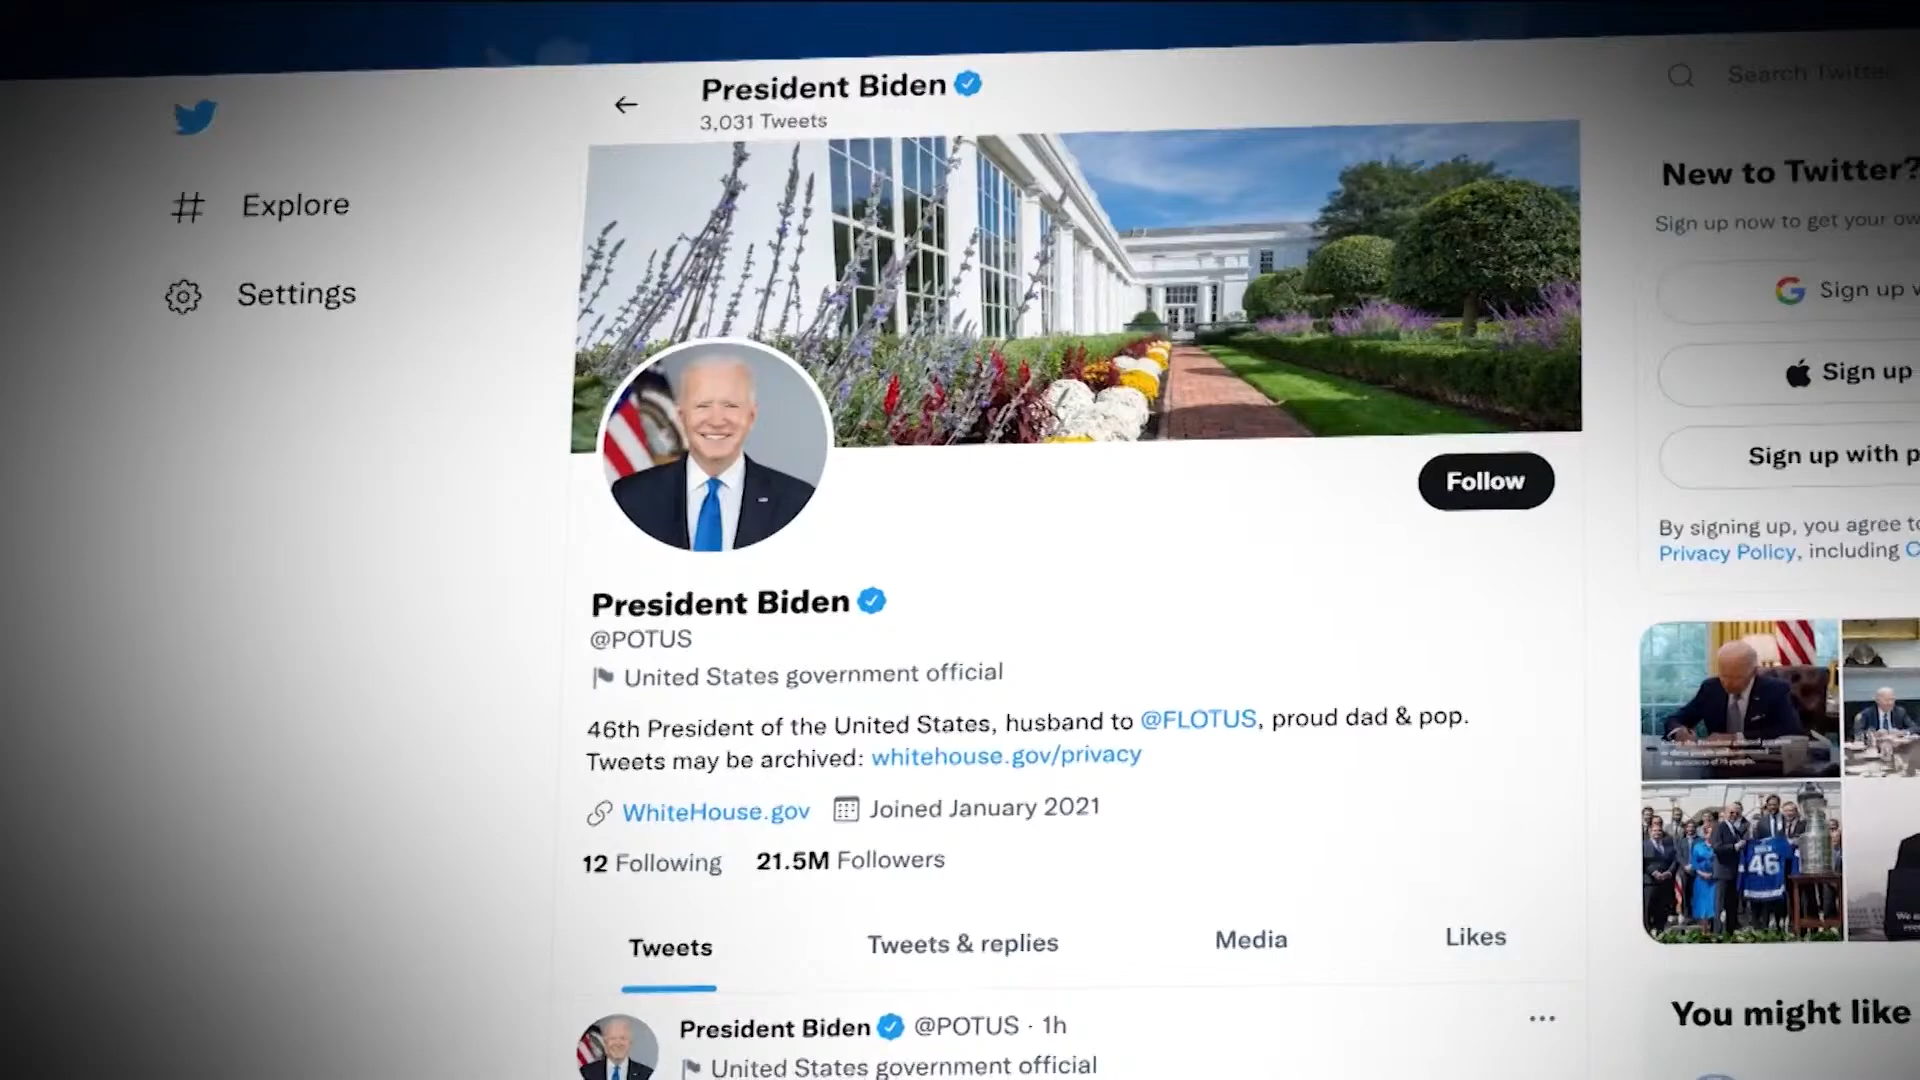 President Biden
3,031 Tweets
Search Twitter
Explore
Settings
New to Twitter?
Sign up now to get your ow
Sign up
Sign up
Sign up with p
By signing up, you agree to
Privacy Policy, including
Follow
President Biden
@POTUS
United States government official
46th President of the United States, husband to @FLOTUS, proud dad & pop.
Tweets may be archived: whitehouse.gov/privacy
WhiteHouse.gov Joined January 2021
12 Following 21.5M Followers
46
Tweets Tweets & replies Media Likes
President Biden @POTUS · 1h
United States government official
You might like